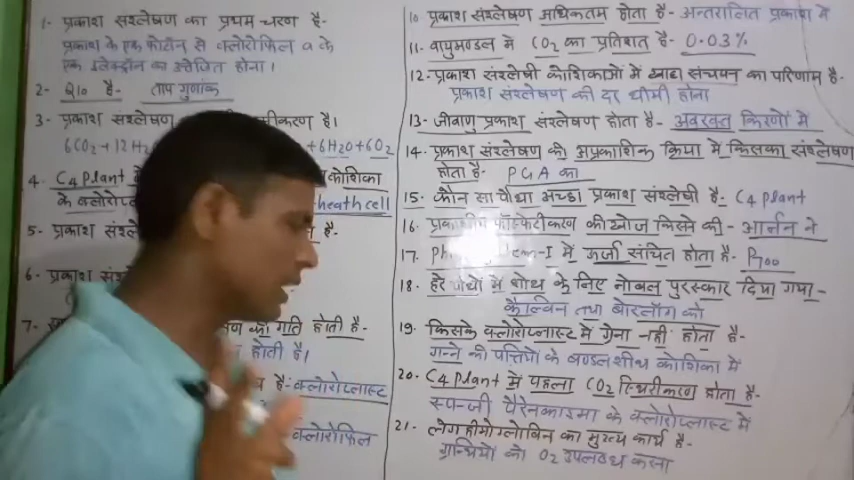 1- प्रकाश संश्लेषण का प्रथम चरण है-
प्रकाश के एक फोटॉन से क्लोरोफिल a के
एक इलेक्ट्रॉन का उत्तेजित होना।
2- Q10 है- ताप गुणांक
3- प्रकाश संश्लेषण समीकरण है।
6CO2+12H2 +6H2O+6O2
4. C4 Plant कोशिका
के क्लोरोप्ल heath cell
5- प्रकाश संश्ले है-
6- प्रकाश सं
7- की गति होती है-
होती है।
है:- क्लोरोप्लास्ट
क्लोरोफिल
10. प्रकाश संश्लेषण अधिकतम होता है- अन्तरालित प्रकाश में
11- वायुमण्डल में CO2 का प्रतिशत है- 0.03%
12- प्रकाश संश्लेषी कोशिकाओं में खाद्य संचयन का परिणाम है-
प्रकाश संश्लेषण की दर धीमी होना
13- जीवाणु प्रकाश संश्लेषण होता है- अवरक्त किरणों में
14- प्रकाश संश्लेषण की अप्रकाशिक क्रिया में किसका संश्लेषण
होता है- PGA का
15- कौन सा पौधा अच्छा प्रकाश संश्लेषी है- C4 plant
16- फॉस्फेटीकरण की खोज किसने की- आर्नन ने
17. -I में ऊर्जा संचित होता है- P700
18- हरे पौधों में शोध के लिए नोबल पुरस्कार दिया गया-
कैल्विन तथा बोरलॉग को
19. किसके क्लोरोप्लास्ट में ग्रेना नही होता है-
गन्ने की पत्तियों के बण्डलशीथ कोशिका में
20. C4 Plant में पहला CO2 स्थिरीकरण होता है-
स्पन्जी पैरेनकाइमा के क्लोरोप्लास्ट में
21- लेग हीमोग्लोबिन का मुख्य कार्य है-
ग्रन्थियों को O2 उपलब्ध करना